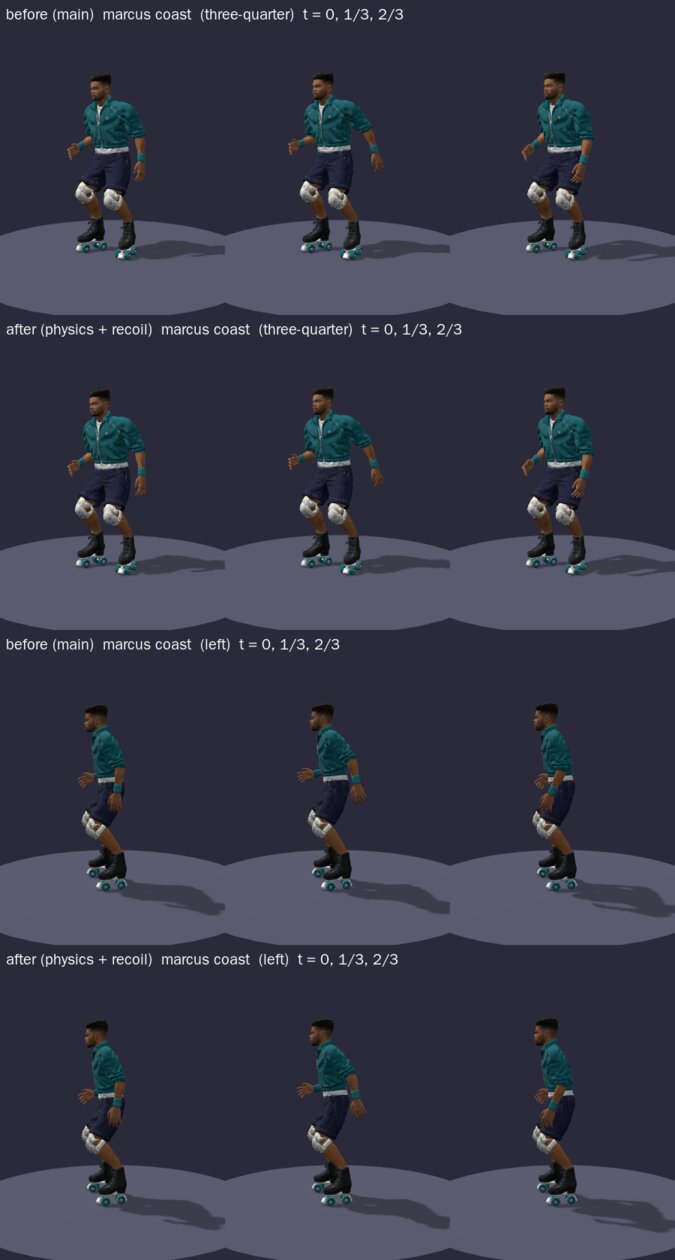 before (main)  marcus coast  (three-quarter)  t = 0, 1/3, 2/3
after (physics + recoil)  marcus coast  (three-quarter)  t = 0, 1/3, 2/3
before (main)  marcus coast  (left)  t = 0, 1/3, 2/3
after (physics + recoil)  marcus coast  (left)  t = 0, 1/3, 2/3